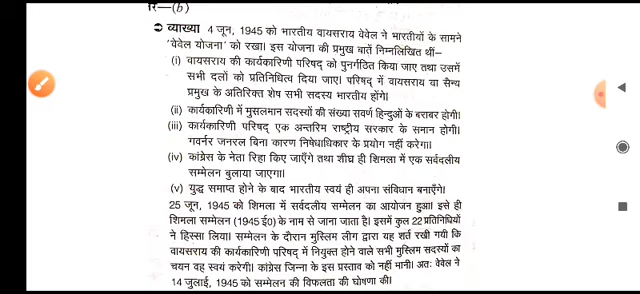 र—(b)
➲ व्याख्या 4 जून, 1945 को भारतीय वायसराय वेवेल ने भारतीयों के सामने
'वेवेल योजना' को रखा। इस योजना की प्रमुख बातें निम्नलिखित थीं—
(i) वायसराय की कार्यकारिणी परिषद् को पुनर्गठित किया जाए तथा उसमें
सभी दलों को प्रतिनिधित्व दिया जाए। परिषद् में वायसराय या सैन्य
प्रमुख के अतिरिक्त शेष सभी सदस्य भारतीय होंगे।
(ii) कार्यकारिणी में मुसलमान सदस्यों की संख्या सवर्ण हिन्दुओं के बराबर होगी।
(iii) कार्यकारिणी परिषद् एक अन्तरिम राष्ट्रीय सरकार के समान होगी।
गवर्नर जनरल बिना कारण निषेधाधिकार के प्रयोग नहीं करेगा।
(iv) कांग्रेस के नेता रिहा किए जाएँगे तथा शीघ्र ही शिमला में एक सर्वदलीय
सम्मेलन बुलाया जाएगा।
(v) युद्ध समाप्त होने के बाद भारतीय स्वयं ही अपना संविधान बनाएँगे।
25 जून, 1945 को शिमला में सर्वदलीय सम्मेलन का आयोजन हुआ। इसे ही
शिमला सम्मेलन (1945 ई०) के नाम से जाना जाता है। इसमें कुल 22 प्रतिनिधियों
ने हिस्सा लिया। सम्मेलन के दौरान मुस्लिम लीग द्वारा यह शर्त रखी गयी कि
वायसराय की कार्यकारिणी परिषद् में नियुक्त होने वाले सभी मुस्लिम सदस्यों का
चयन वह स्वयं करेगी। कांग्रेस जिन्ना के इस प्रस्ताव को नहीं मानी। अतः वेवेल ने
14 जुलाई, 1945 को सम्मेलन की विफलता की घोषणा की।